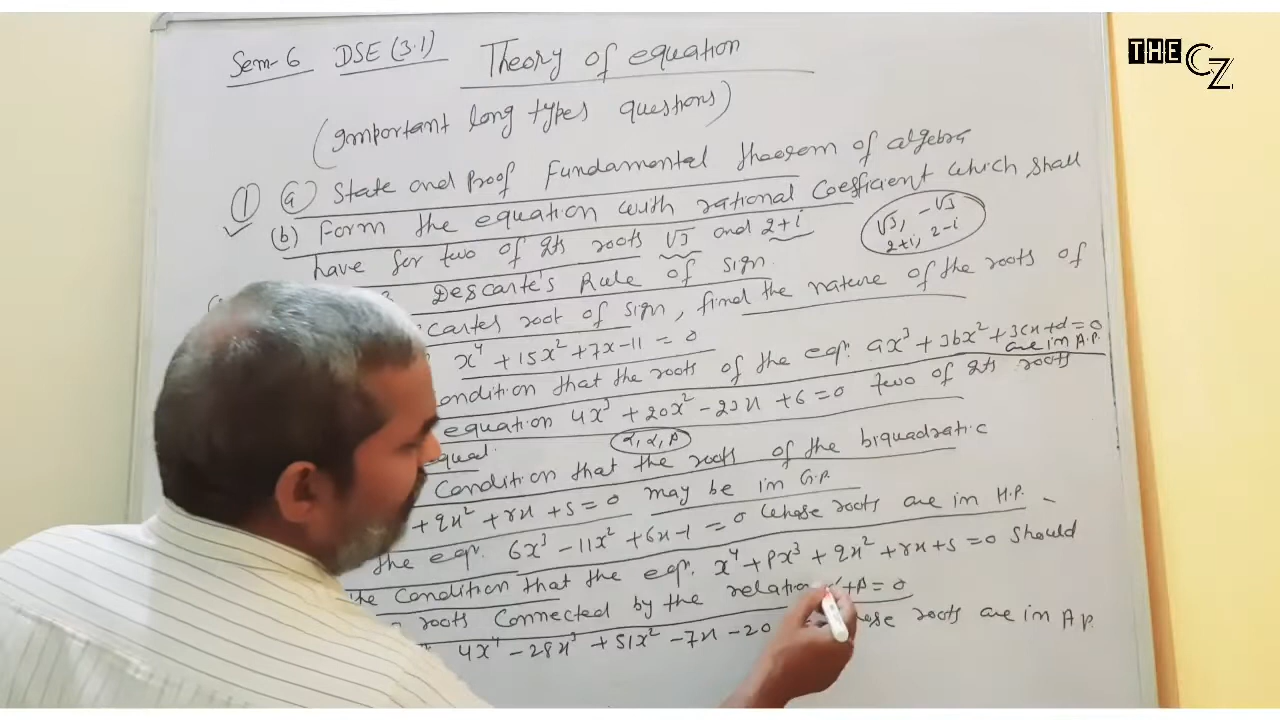 THE CZ
Sem-6 DSE (3.1) Theory of equation
(Important long types questions)
① (a) State and Proof Fundamental theorem of algebra
(b) Form the equation with rational Coefficient which shall
have for two of its roots √3 and 2+i
√3, -√3
2+i, 2-i
Descarte's Rule of sign
root of sign, find the nature of the roots of
x⁴ + 15x² + 7x - 11 = 0
condition that the roots of the eqn. ax³ + 3bx² + 3cx + d = 0
are in A.P.
equation 4x³ + 20x² - 23x + 6 = 0 two of its roots
equal. α, α, β
Condition that the roots of the biquadratic
+ qx² + rx + s = 0 may be in G.P.
the eqn. 6x³ - 11x² + 6x - 1 = 0 whose roots are in H.P.
the Condition that the eqn. x⁴ + px³ + qx² + rx + s = 0 should
roots Connected by the relation + β = 0
4x⁴ - 28x³ + 51x² - 7x - 20 roots are in A.P.